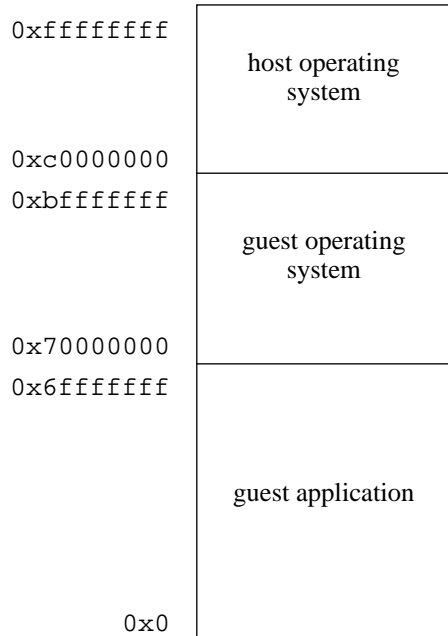 0xffffffff
host operating
system
0xc0000000
0xbfffffff
guest operating
system
0x70000000
0x6fffffff
guest application
0x0